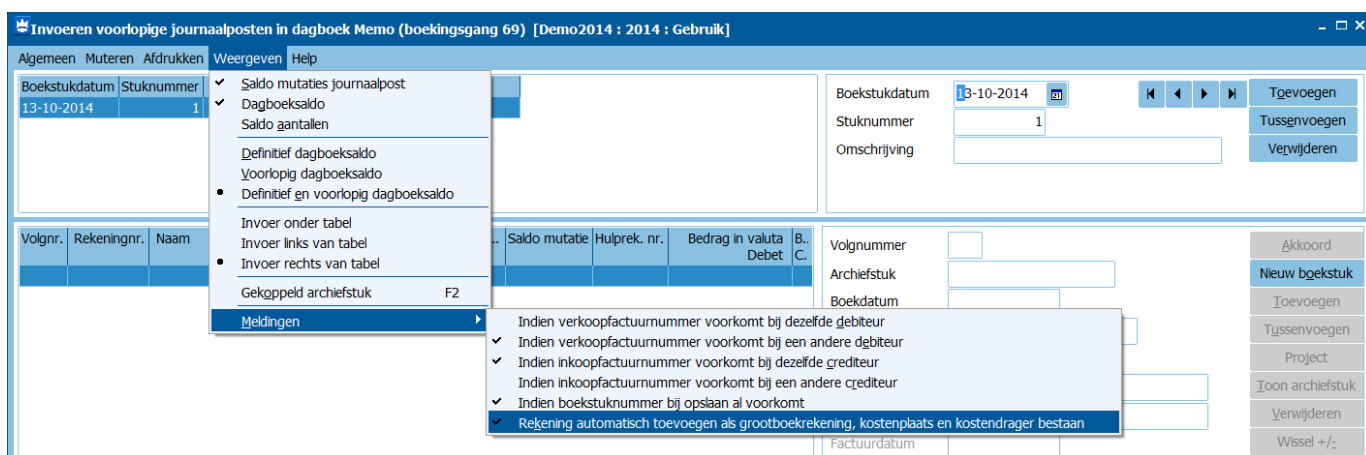 Invoeren voorlopige journaalposten in dagboek Memo (boekingsgang 69) [Demo2014 : 2014 : Gebruik]
Algemeen Muteren Afdrukken Weergeven Help
Boekstukdatum Stuknummer
13-10-2014 1
Saldo mutaties journaalpost
Dagboeksaldo
Saldo aantallen
Definitief dagboeksaldo
Voorlopig dagboeksaldo
Definitief en voorlopig dagboeksaldo
Invoer onder tabel
Invoer links van tabel
Invoer rechts van tabel
Gekoppeld archiefstuk F2
Meldingen
Boekstukdatum 13-10-2014
Stuknummer 1
Omschrijving
Toevoegen
Tussenvoegen
Verwijderen
Volgnr. Rekeningnr. Naam .. Saldo mutatie Hulprek. nr. Bedrag in valuta B..
Debet C.
Indien verkoopfactuurnummer voorkomt bij dezelfde debiteur
Indien verkoopfactuurnummer voorkomt bij een andere debiteur
Indien inkoopfactuurnummer voorkomt bij dezelfde crediteur
Indien inkoopfactuurnummer voorkomt bij een andere crediteur
Indien boekstuknummer bij opslaan al voorkomt
Rekening automatisch toevoegen als grootboekrekening, kostenplaats en kostendrager bestaan
Volgnummer
Archiefstuk
Boekdatum
Factuurdatum
Akkoord
Nieuw boekstuk
Toevoegen
Tussenvoegen
Project
Toon archiefstuk
Verwijderen
Wissel +/-